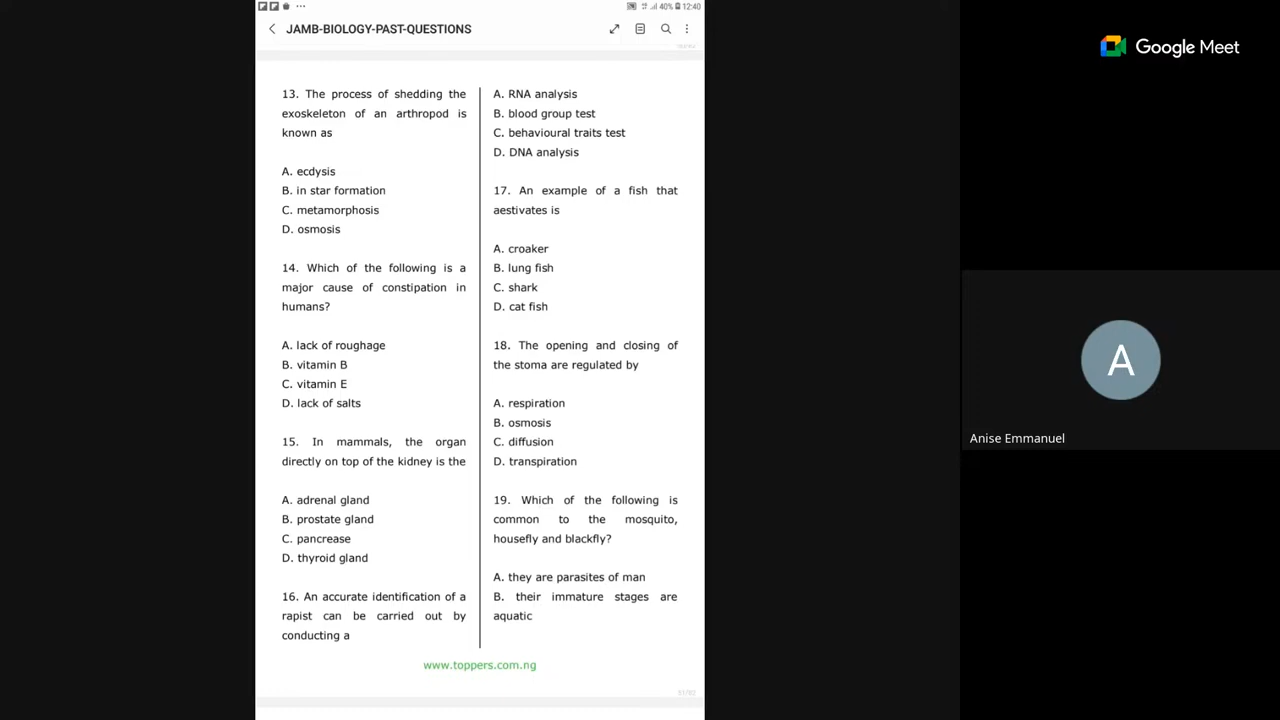 40% 12:40
JAMB-BIOLOGY-PAST-QUESTIONS
13. The process of shedding the
exoskeleton of an arthropod is
known as
A. ecdysis
B. in star formation
C. metamorphosis
D. osmosis
14. Which of the following is a
major cause of constipation in
humans?
A. lack of roughage
B. vitamin B
C. vitamin E
D. lack of salts
15. In mammals, the organ
directly on top of the kidney is the
A. adrenal gland
B. prostate gland
C. pancrease
D. thyroid gland
16. An accurate identification of a
rapist can be carried out by
conducting a
A. RNA analysis
B. blood group test
C. behavioural traits test
D. DNA analysis
17. An example of a fish that
aestivates is
A. croaker
B. lung fish
C. shark
D. cat fish
18. The opening and closing of
the stoma are regulated by
A. respiration
B. osmosis
C. diffusion
D. transpiration
19. Which of the following is
common to the mosquito,
housefly and blackfly?
A. they are parasites of man
B. their immature stages are
aquatic
www.toppers.com.ng
Google Meet
A
Anise Emmanuel